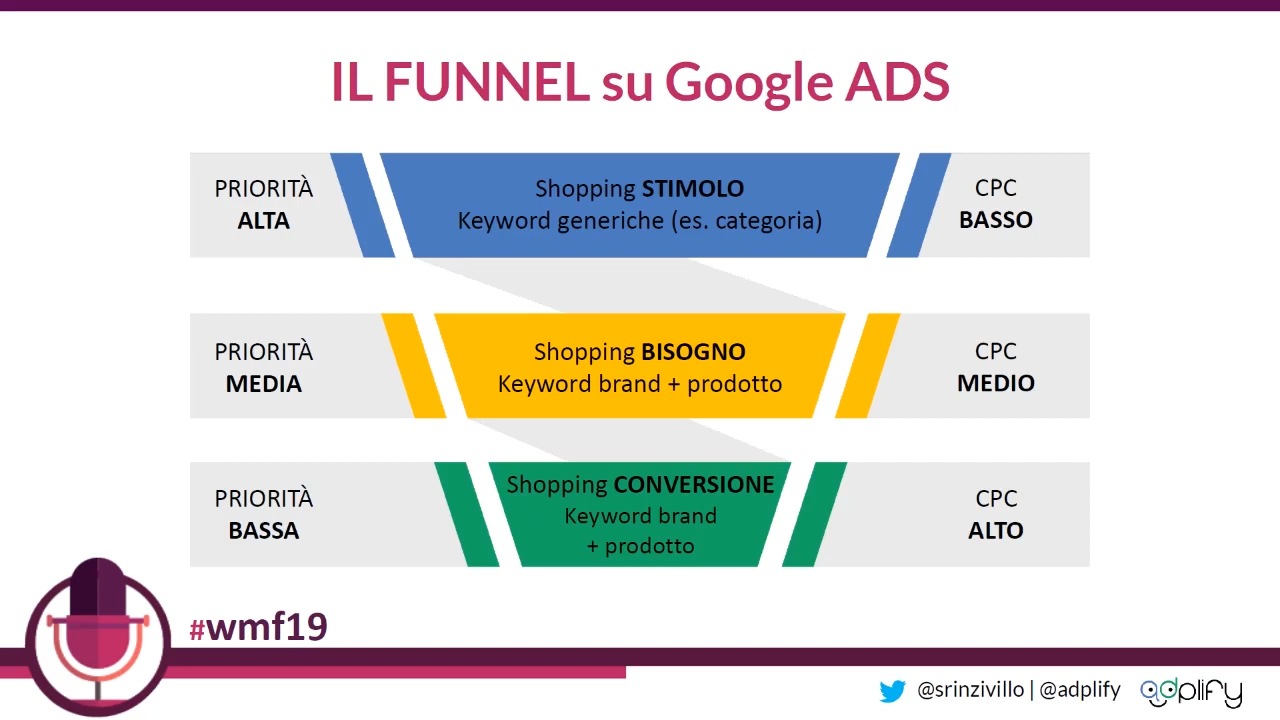 IL FUNNEL su Google ADS
PRIORITÀ
ALTA
Shopping STIMOLO
Keyword generiche (es. categoria)
CPC
BASSO
PRIORITÀ
MEDIA
Shopping BISOGNO
Keyword brand + prodotto
CPC
MEDIO
PRIORITÀ
BASSA
Shopping CONVERSIONE
Keyword brand
+ prodotto
CPC
ALTO
#wmf19
@srinzivillo | @adplify
adplify